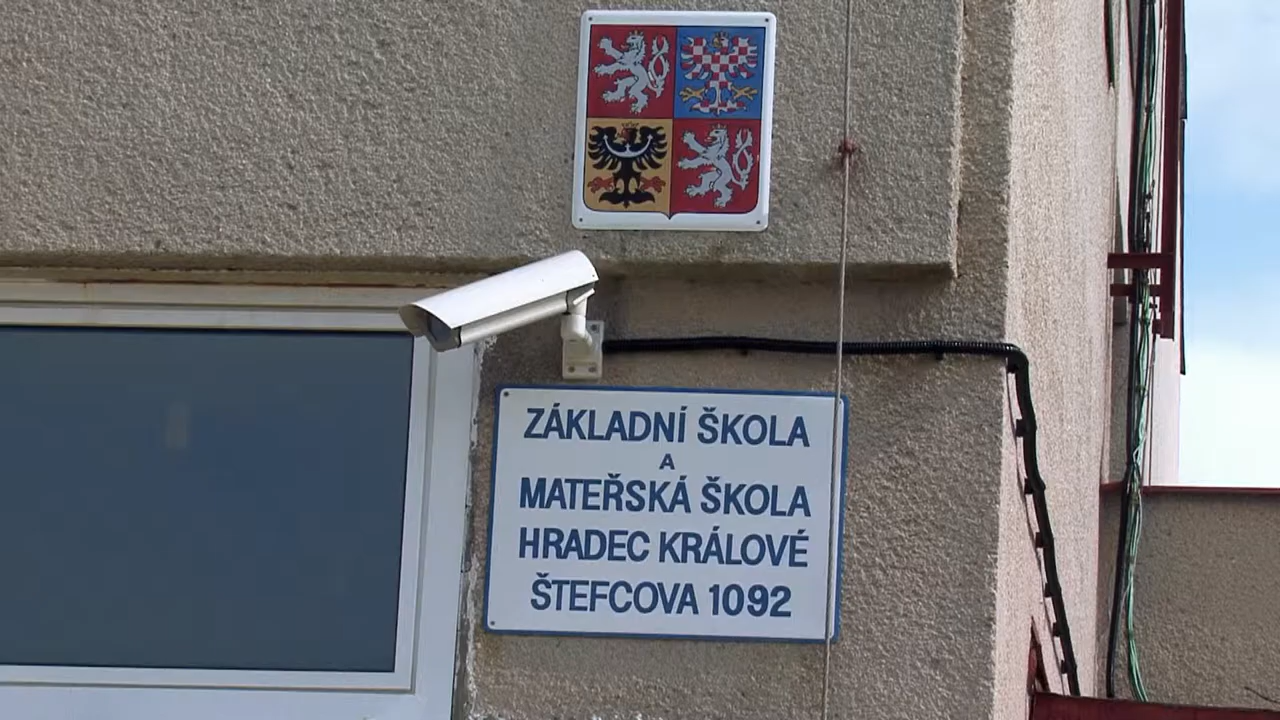 ZÁKLADNÍ ŠKOLA
A
MATEŘSKÁ ŠKOLA
HRADEC KRÁLOVÉ
ŠTEFCOVA 1092